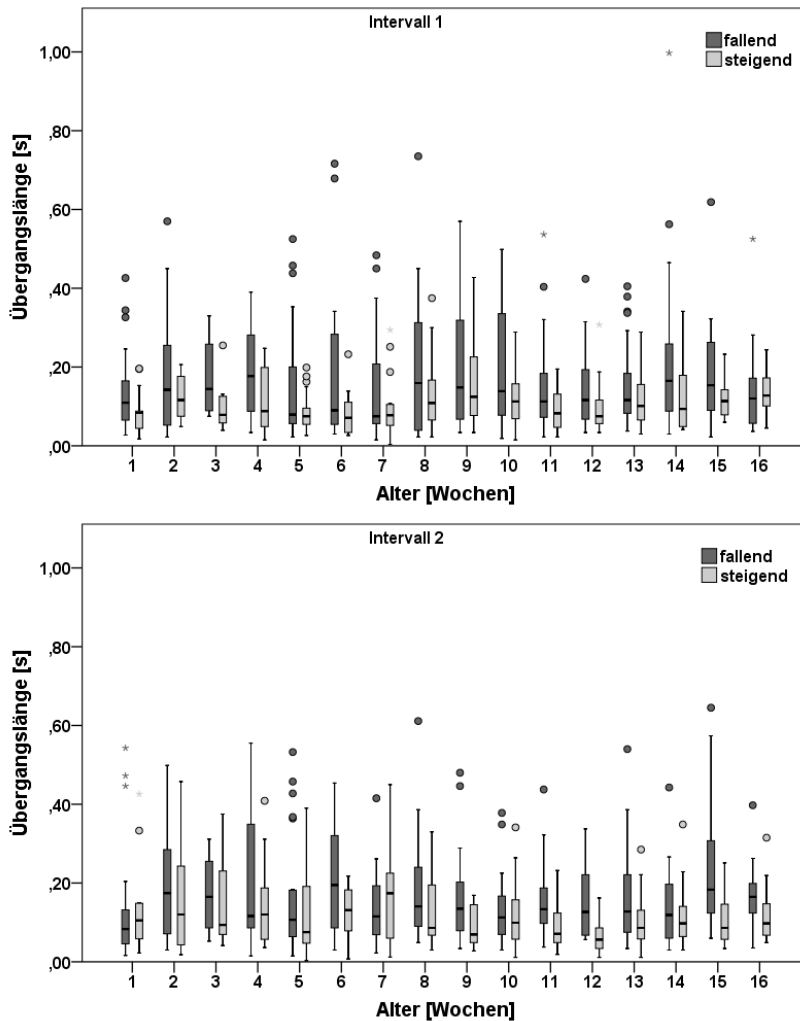 Intervall 1
fallend
steigend
1,00
,80
,60
,40
,20
,00
Übergangslänge [s]
1 2 3 4 5 6 7 8 9 10 11 12 13 14 15 16
Alter [Wochen]
Intervall 2
fallend
steigend
1,00
,80
,60
,40
,20
,00
Übergangslänge [s]
1 2 3 4 5 6 7 8 9 10 11 12 13 14 15 16
Alter [Wochen]